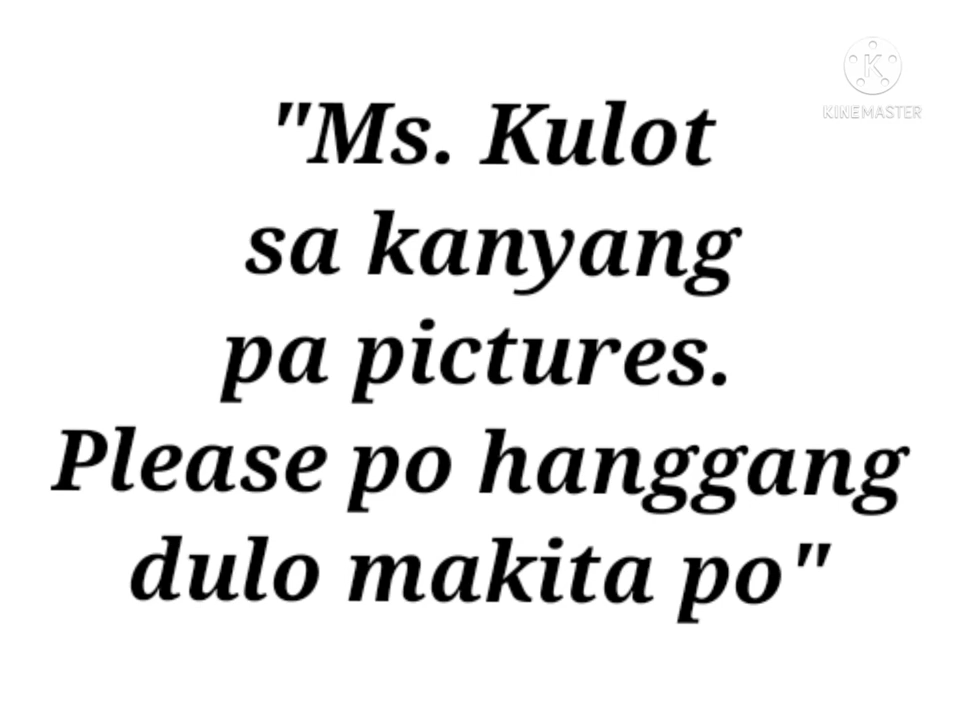 KINEMASTER
"Ms. Kulot
sa kanyang
pa pictures.
Please po hanggang
dulo makita po"